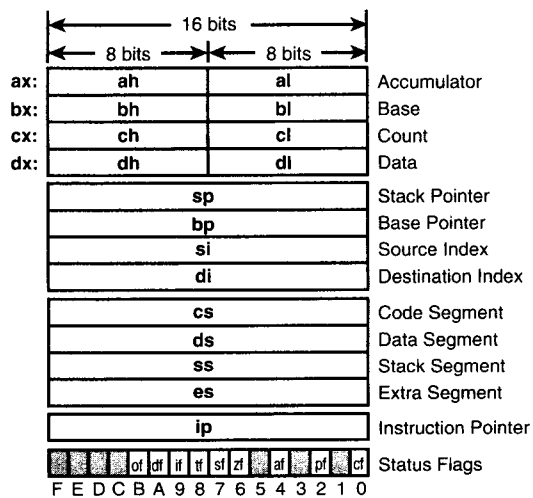 16 bits
8 bits 8 bits
ax: ah al Accumulator
bx: bh bl Base
cx: ch cl Count
dx: dh dl Data
sp Stack Pointer
bp Base Pointer
si Source Index
di Destination Index
cs Code Segment
ds Data Segment
ss Stack Segment
es Extra Segment
ip Instruction Pointer
of df if tf sf zf af pf cf Status Flags
F E D C B A 9 8 7 6 5 4 3 2 1 0